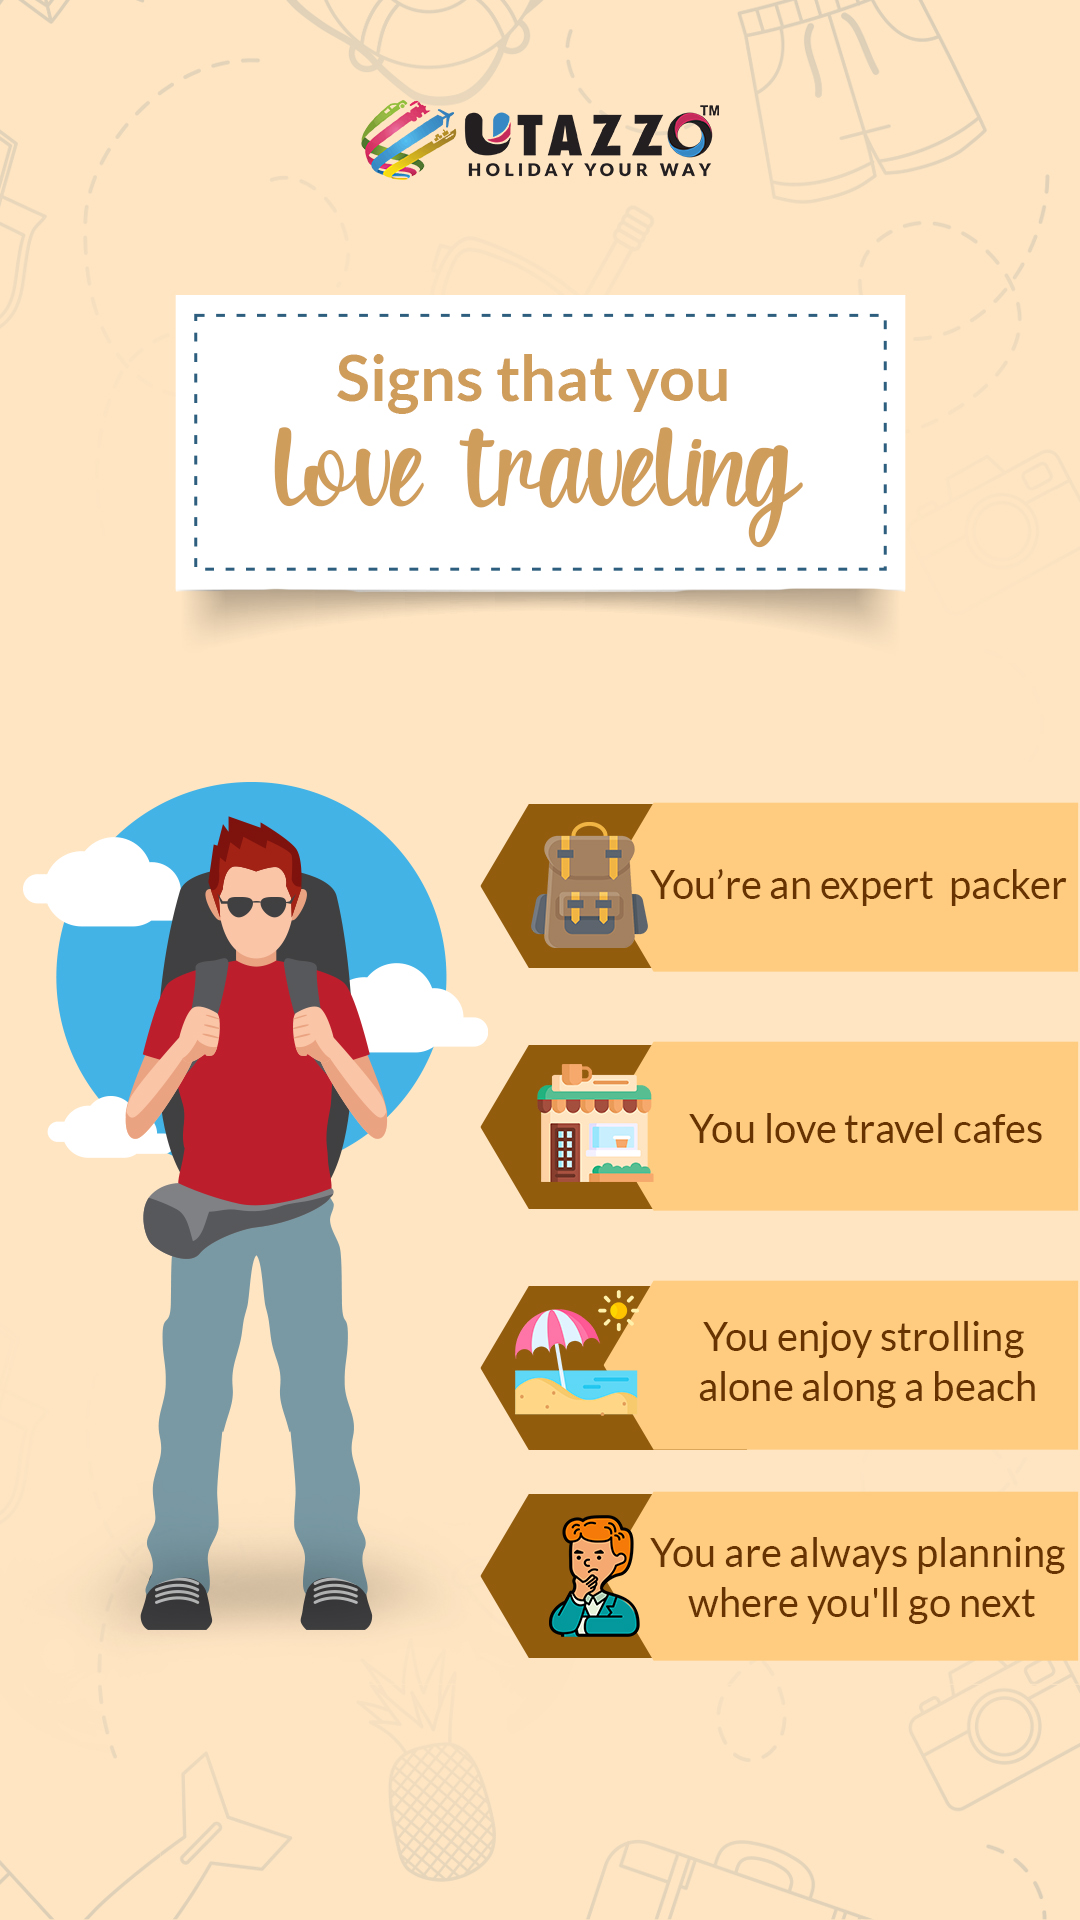 UTAZZO™
HOLIDAY YOUR WAY
Signs that you
Love traveling
You’re an expert packer
You love travel cafes
You enjoy strolling
alone along a beach
You are always planning
where you'll go next